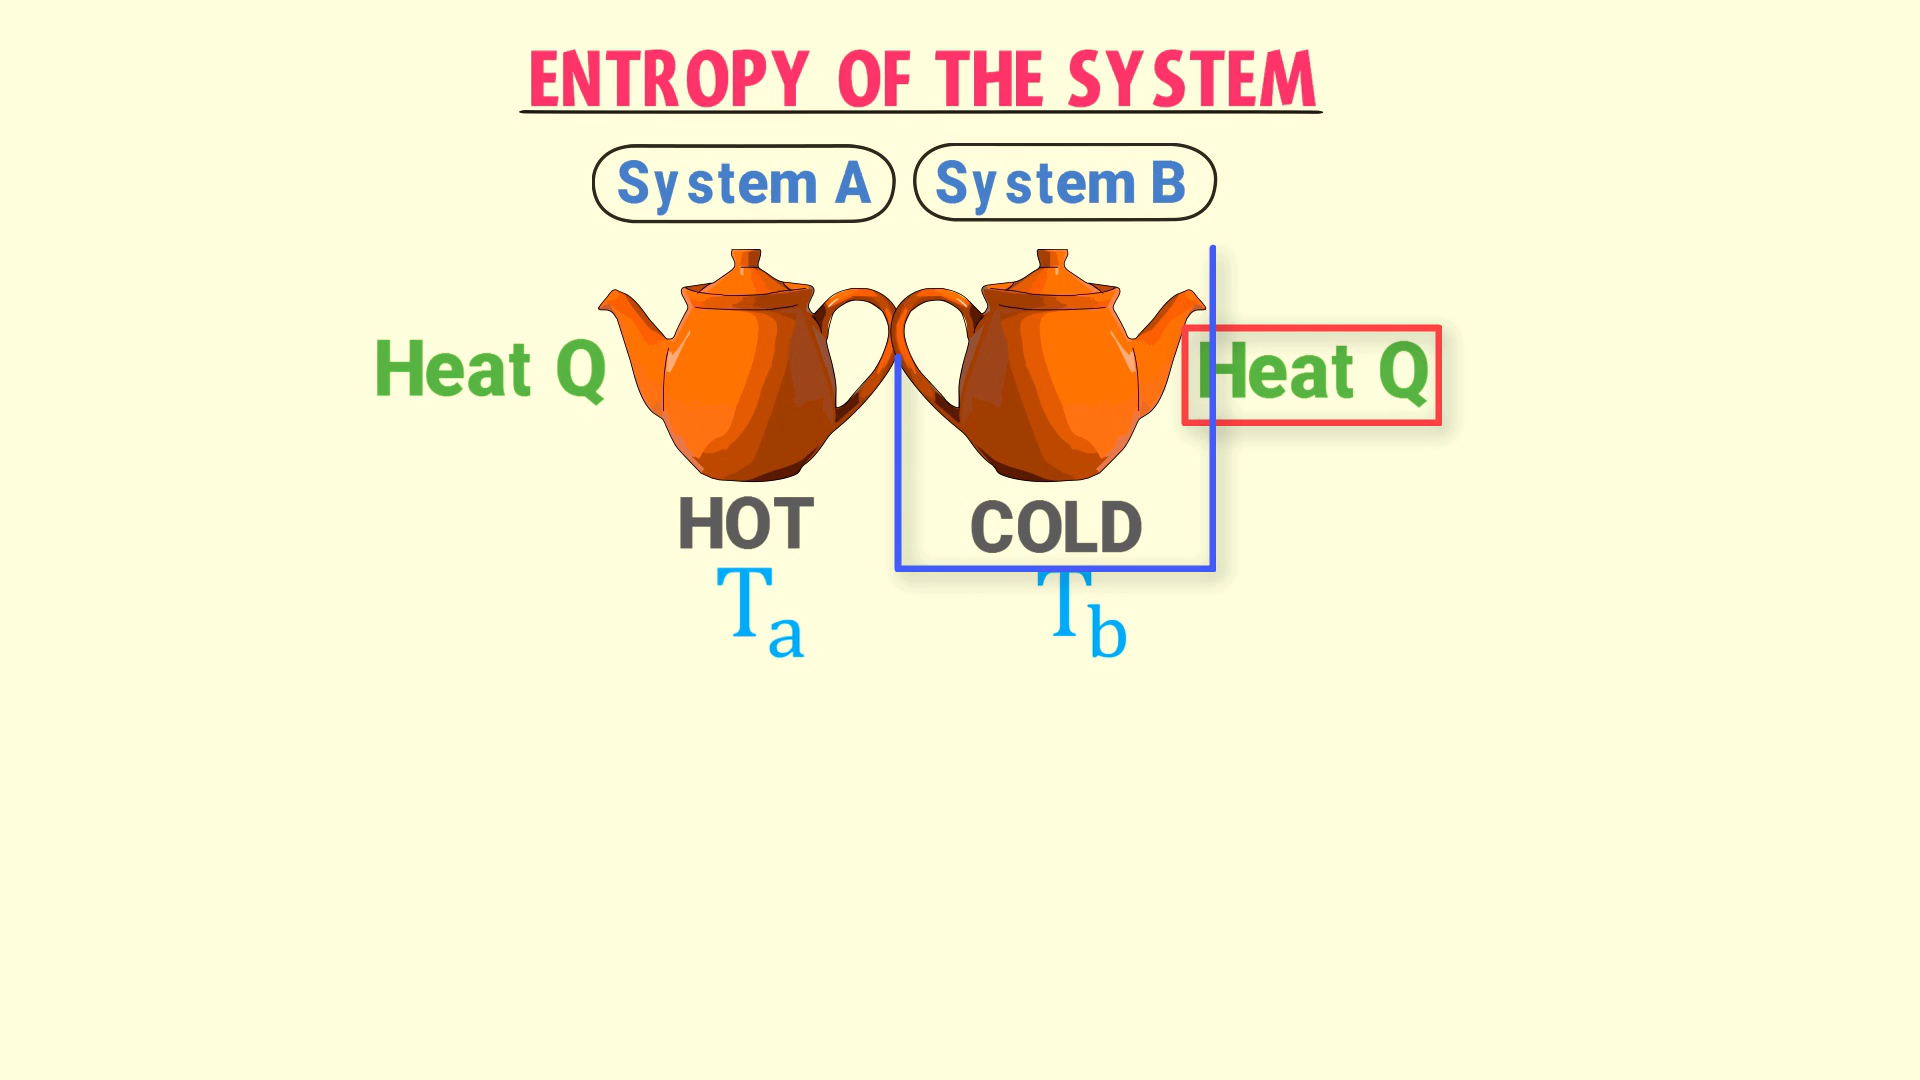 ENTROPY OF THE SYSTEM
System A System B
Heat Q Heat Q
HOT COLD
Ta Tb